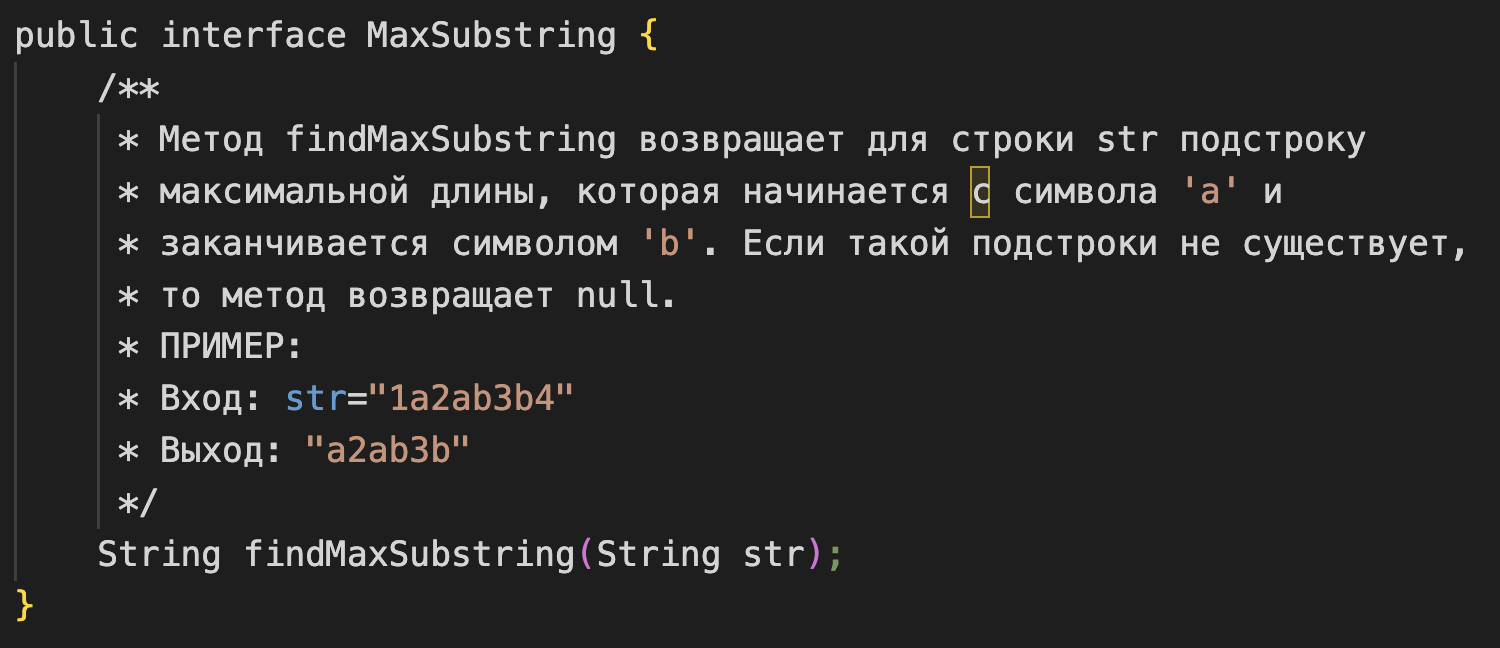 public interface MaxSubstring {
/**
* Метод findMaxSubstring возвращает для строки str подстроку
* максимальной длины, которая начинается с символа 'a' и
* заканчивается символом 'b'. Если такой подстроки не существует,
* то метод возвращает null.
* ПРИМЕР:
* Вход: str="1a2ab3b4"
* Выход: "a2ab3b"
*/
String findMaxSubstring(String str);
}